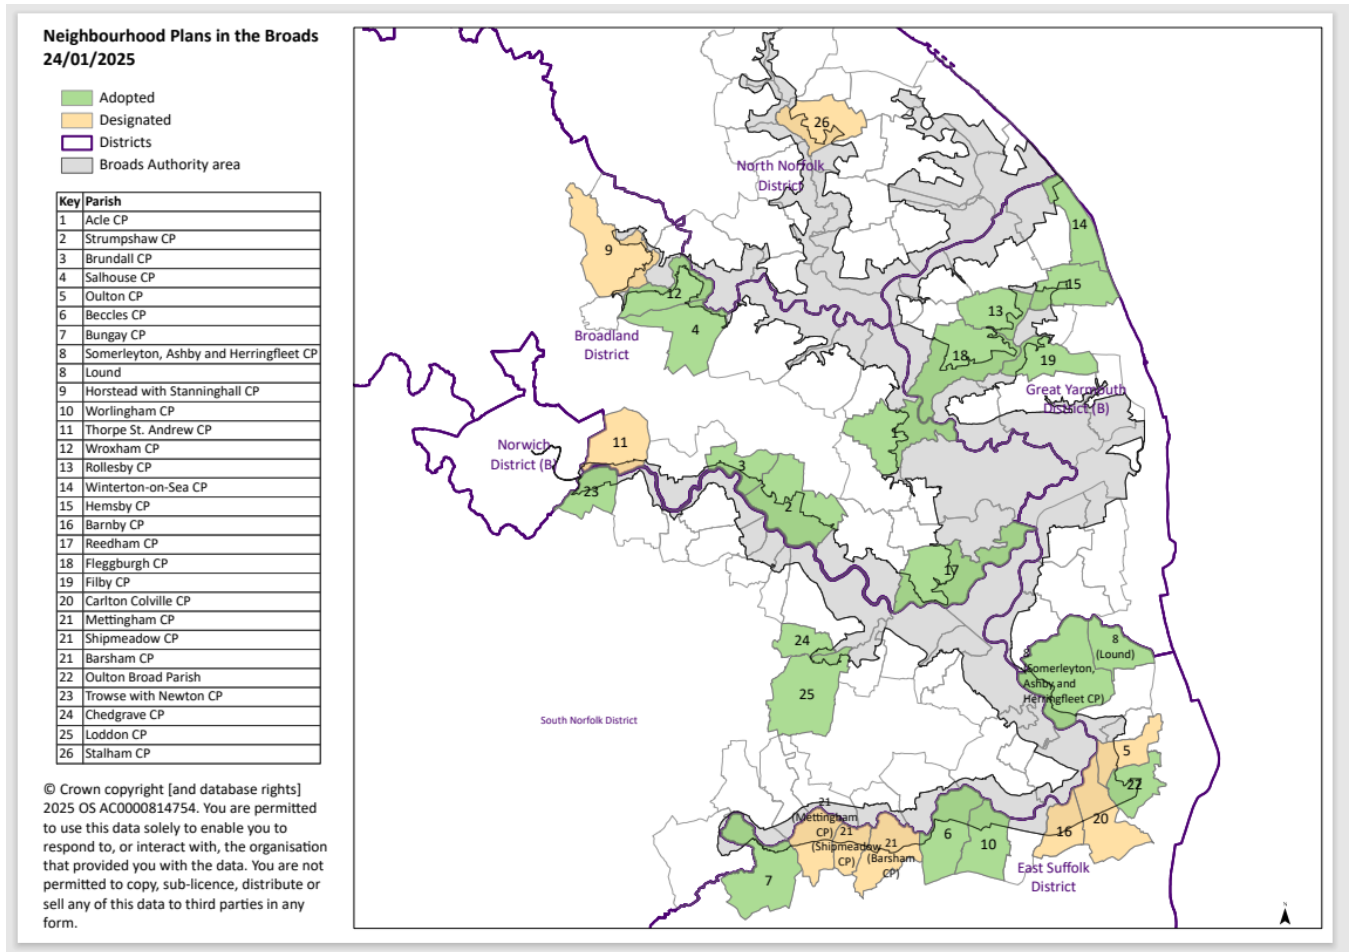 Neighbourhood Plans in the Broads
24/01/2025
Adopted
Designated
Districts
Broads Authority area
Key Parish
1 Acle CP
2 Strumpshaw CP
3 Brundall CP
4 Salhouse CP
5 Oulton CP
6 Beccles CP
7 Bungay CP
8 Somerleyton, Ashby and Herringfleet CP
8 Lound
9 Horstead with Stanninghall CP
10 Worlingham CP
11 Thorpe St. Andrew CP
12 Wroxham CP
13 Rollesby CP
14 Winterton-on-Sea CP
15 Hemsby CP
16 Barnby CP
17 Reedham CP
18 Fleggburgh CP
19 Filby CP
20 Carlton Colville CP
21 Mettingham CP
21 Shipmeadow CP
21 Barsham CP
22 Oulton Broad Parish
23 Trowse with Newton CP
24 Chedgrave CP
25 Loddon CP
26 Stalham CP
© Crown copyright [and database rights]
2025 OS AC0000814754. You are permitted
to use this data solely to enable you to
respond to, or interact with, the organisation
that provided you with the data. You are not
permitted to copy, sub-licence, distribute or
sell any of this data to third parties in any
form.
26
North Norfolk
District
14
9
15
12
13
4
Broadland
District
18
19
Great Yarmouth
District (B)
1
11
Norwich
District (B)
3
23
2
17
24
8
(Lound)
8
(Somerleyton,
Ashby and
Herringfleet CP)
25
South Norfolk District
5
22
21
(Mettingham
CP)
21
(Shipmeadow
CP)
21
(Barsham
CP)
6
10
16
20
East Suffolk
District
7
N